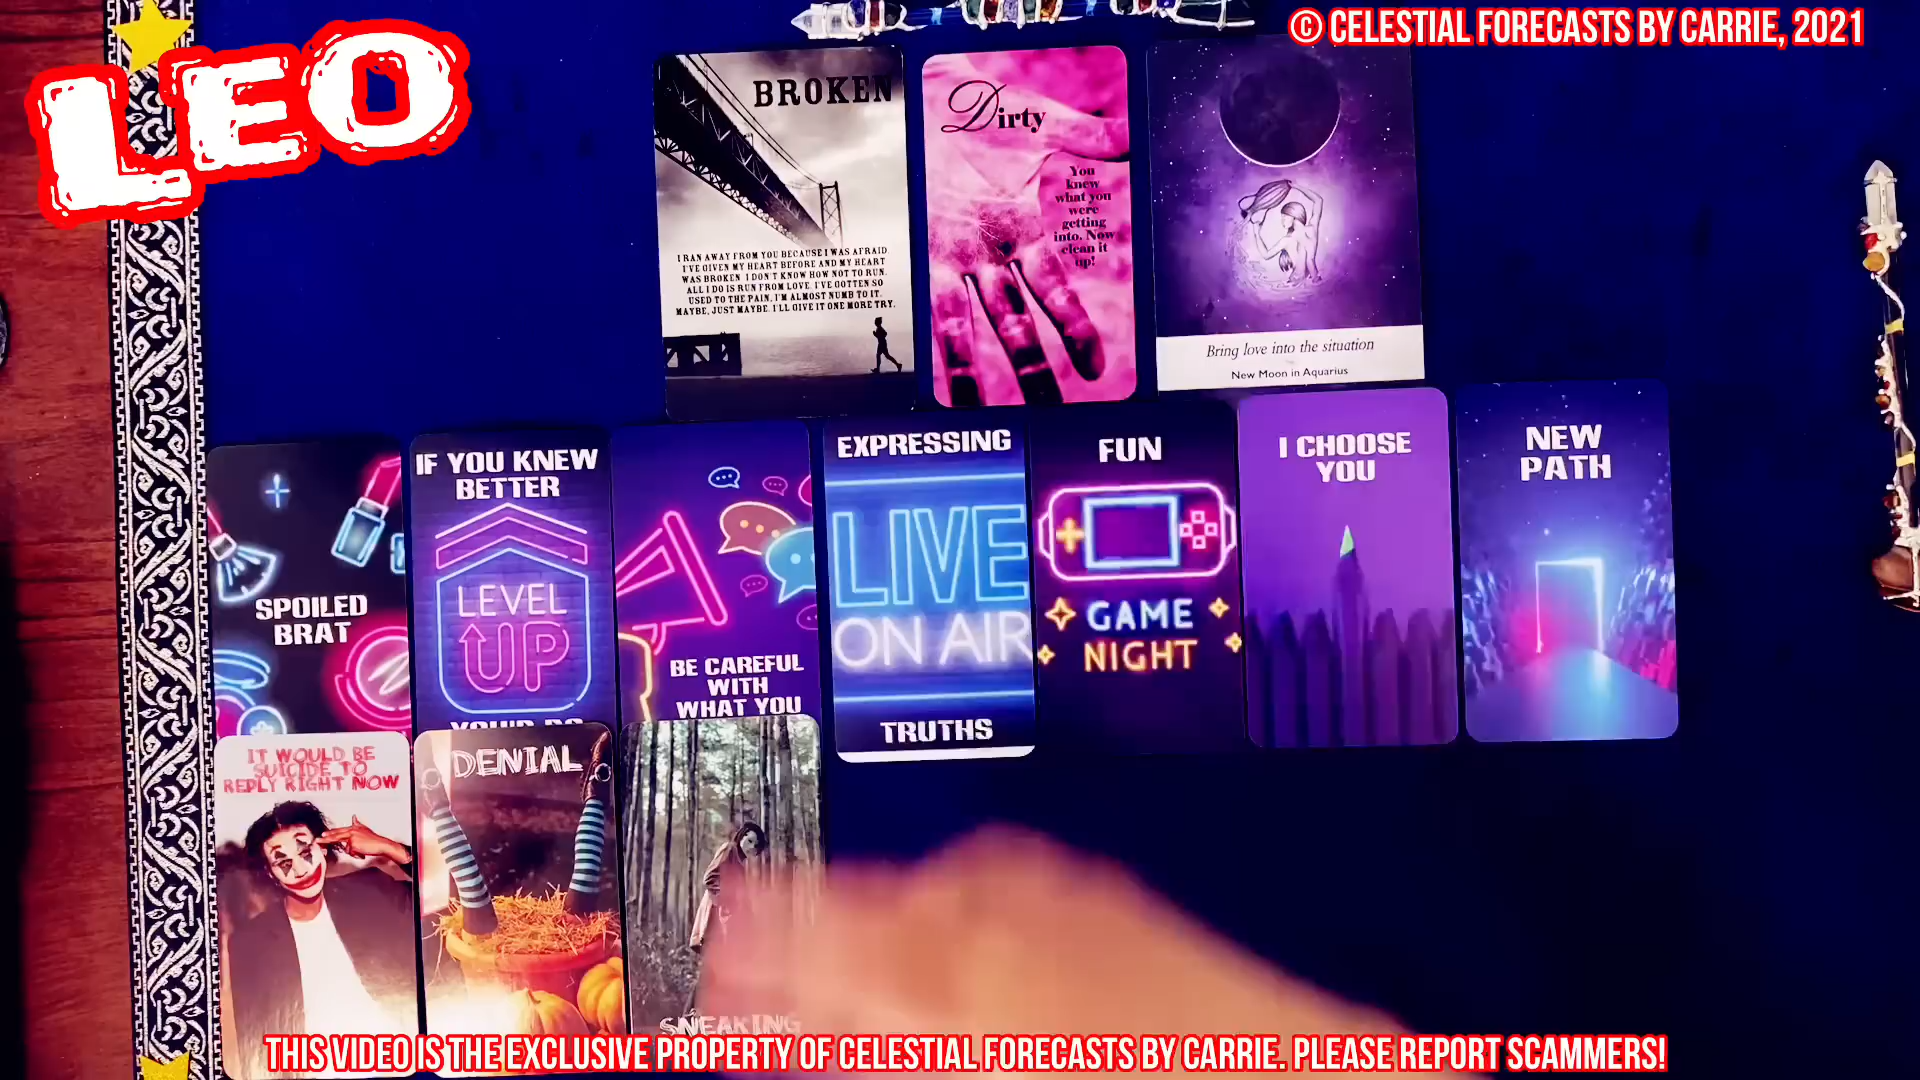 LEO
© CELESTIAL FORECASTS BY CARRIE, 2021
BROKEN
I RAN AWAY FROM YOU BECAUSE I WAS AFRAID.
I'VE GIVEN MY HEART BEFORE AND MY HEART
WAS BROKEN. I DON'T KNOW HOW NOT TO RUN.
ALL I DO IS RUN FROM LOVE. I'VE GOTTEN SO
USED TO THE PAIN, I'M ALMOST NUMB TO IT.
MAYBE, JUST MAYBE, I'LL GIVE IT ONE MORE TRY.
Dirty
You
knew
what you
were
getting
into. Now
clean it
up!
Bring love into the situation
New Moon in Aquarius
SPOILED
BRAT
IF YOU KNEW
BETTER
LEVEL
UP
BE CAREFUL
WITH
WHAT YOU
EXPRESSING
LIVE
ON AIR
TRUTHS
FUN
GAME
NIGHT
I CHOOSE
YOU
NEW
PATH
IT WOULD BE
SUICIDE TO
REPLY RIGHT NOW
DENIAL
SNEAKING
THIS VIDEO IS THE EXCLUSIVE PROPERTY OF CELESTIAL FORECASTS BY CARRIE. PLEASE REPORT SCAMMERS!